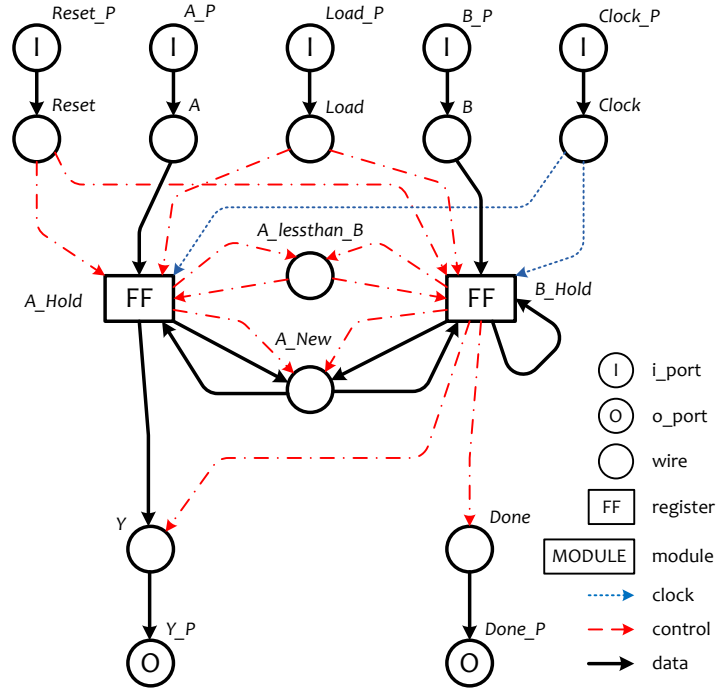 Reset_P
A_P
Load_P
B_P
Clock_P
I
I
I
I
I
Reset
A
Load
B
Clock
A_lessthan_B
A_Hold
FF
FF
B_Hold
A_New
I
i_port
O
o_port
wire
FF
register
MODULE
module
clock
control
data
Y
Done
Y_P
Done_P
O
O